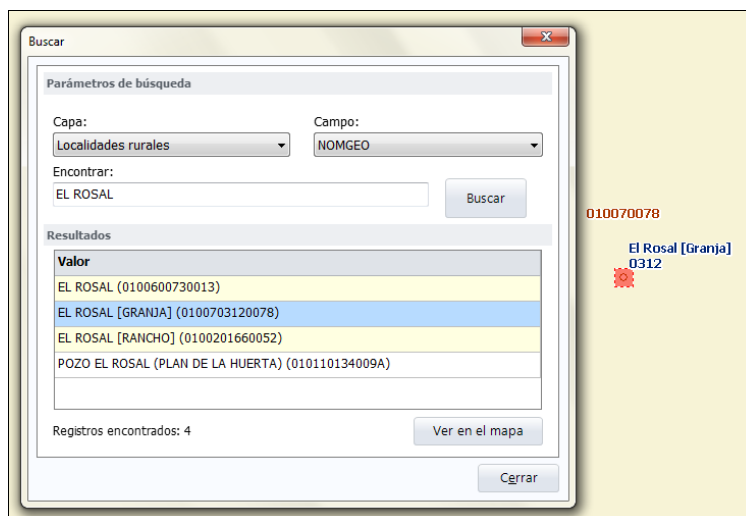 Buscar
Parámetros de búsqueda
Capa: Campo:
Localidades rurales NOMGEO
Encontrar:
EL ROSAL
Buscar
Resultados
Valor
EL ROSAL (0100600730013)
EL ROSAL [GRANJA] (0100703120078)
EL ROSAL [RANCHO] (0100201660052)
POZO EL ROSAL (PLAN DE LA HUERTA) (010110134009A)
Registros encontrados: 4 Ver en el mapa
Cerrar
010070078
El Rosal [Granja]
0312